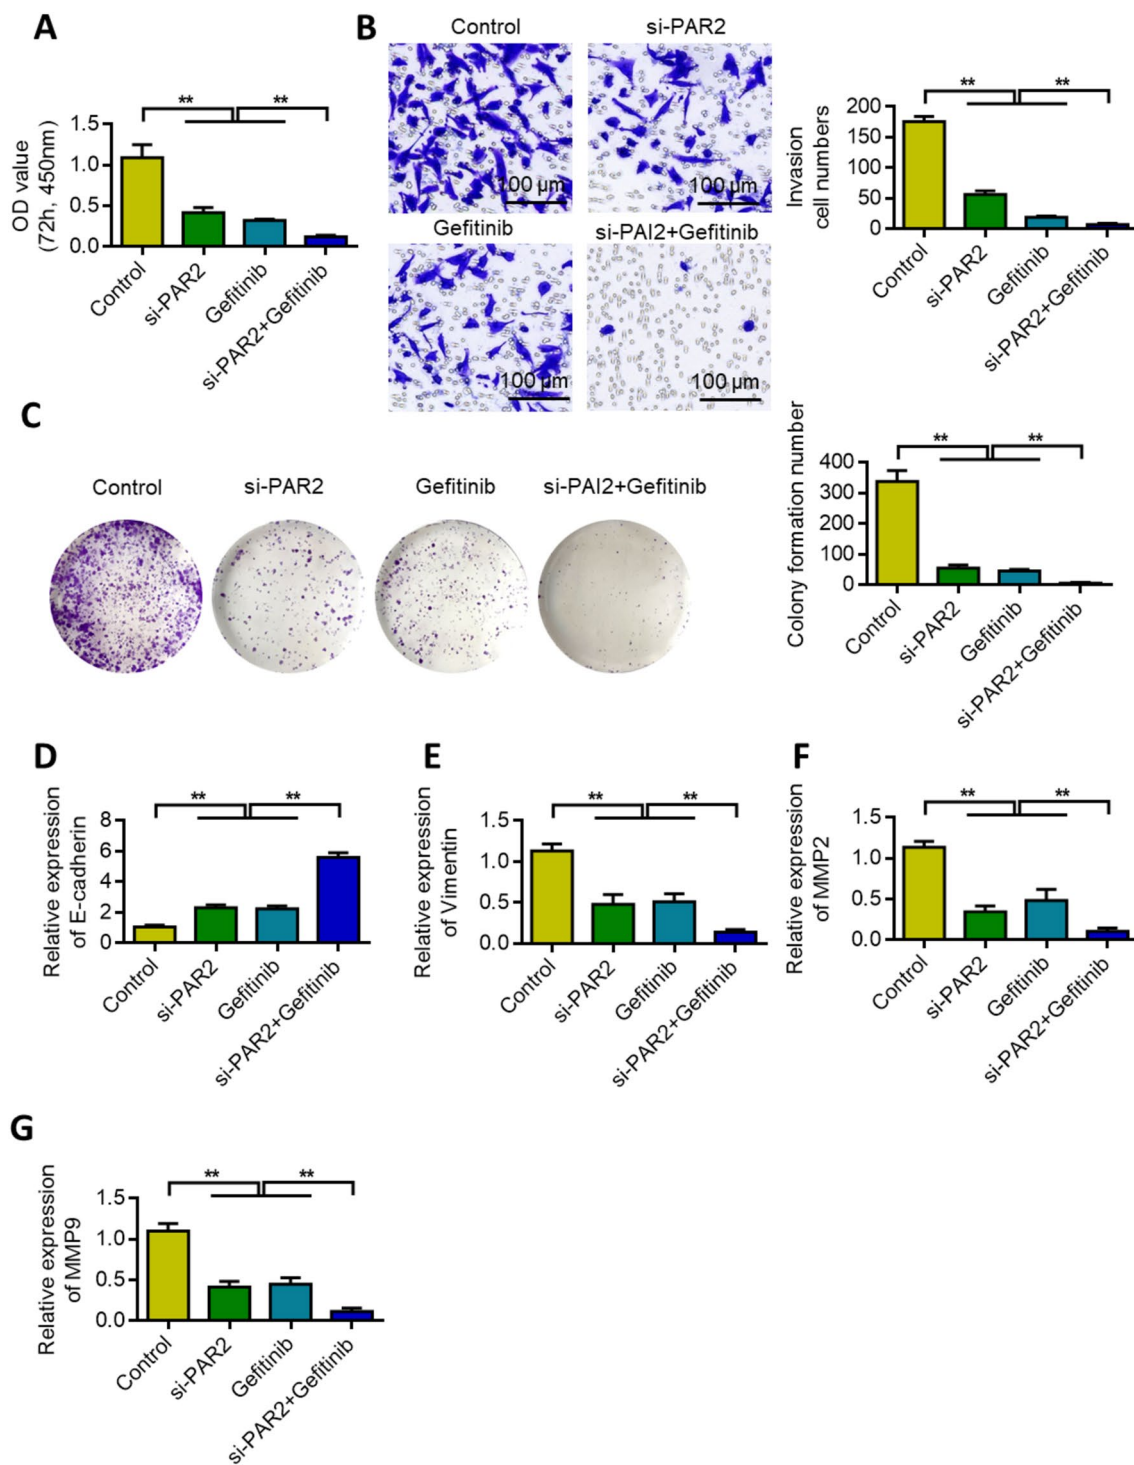 A
OD value
(72h, 450nm)
1.5
1.0
0.5
0.0
**
**
Control
si-PAR2
Gefitinib
si-PAR2+Gefitinib
B
Control
si-PAR2
100 µm
100 µm
Gefitinib
si-PAI2+Gefitinib
100 µm
100 µm
Invasion
cell numbers
200
150
100
50
0
**
**
Control
si-PAR2
Gefitinib
si-PAR2+Gefitinib
C
Control
si-PAR2
Gefitinib
si-PAI2+Gefitinib
Colony formation number
400
300
200
100
0
**
**
Control
si-PAR2
Gefitinib
si-PAR2+Gefitinib
D
Relative expression
of E-cadherin
8
6
4
2
0
**
**
Control
si-PAR2
Gefitinib
si-PAR2+Gefitinib
E
Relative expression
of Vimentin
1.5
1.0
0.5
0.0
**
**
Control
si-PAR2
Gefitinib
si-PAR2+Gefitinib
F
Relative expression
of MMP2
1.5
1.0
0.5
0.0
**
**
Control
si-PAR2
Gefitinib
si-PAR2+Gefitinib
G
Relative expression
of MMP9
1.5
1.0
0.5
0.0
**
**
Control
si-PAR2
Gefitinib
si-PAR2+Gefitinib